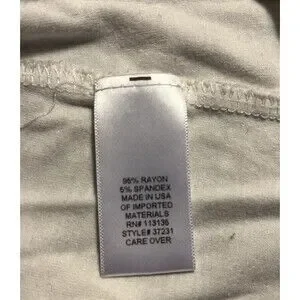 95% RAYON
5% SPANDEX
MADE IN USA
OF IMPORTED
MATERIALS
RN# 113136
STYLE# 37231
CARE OVER